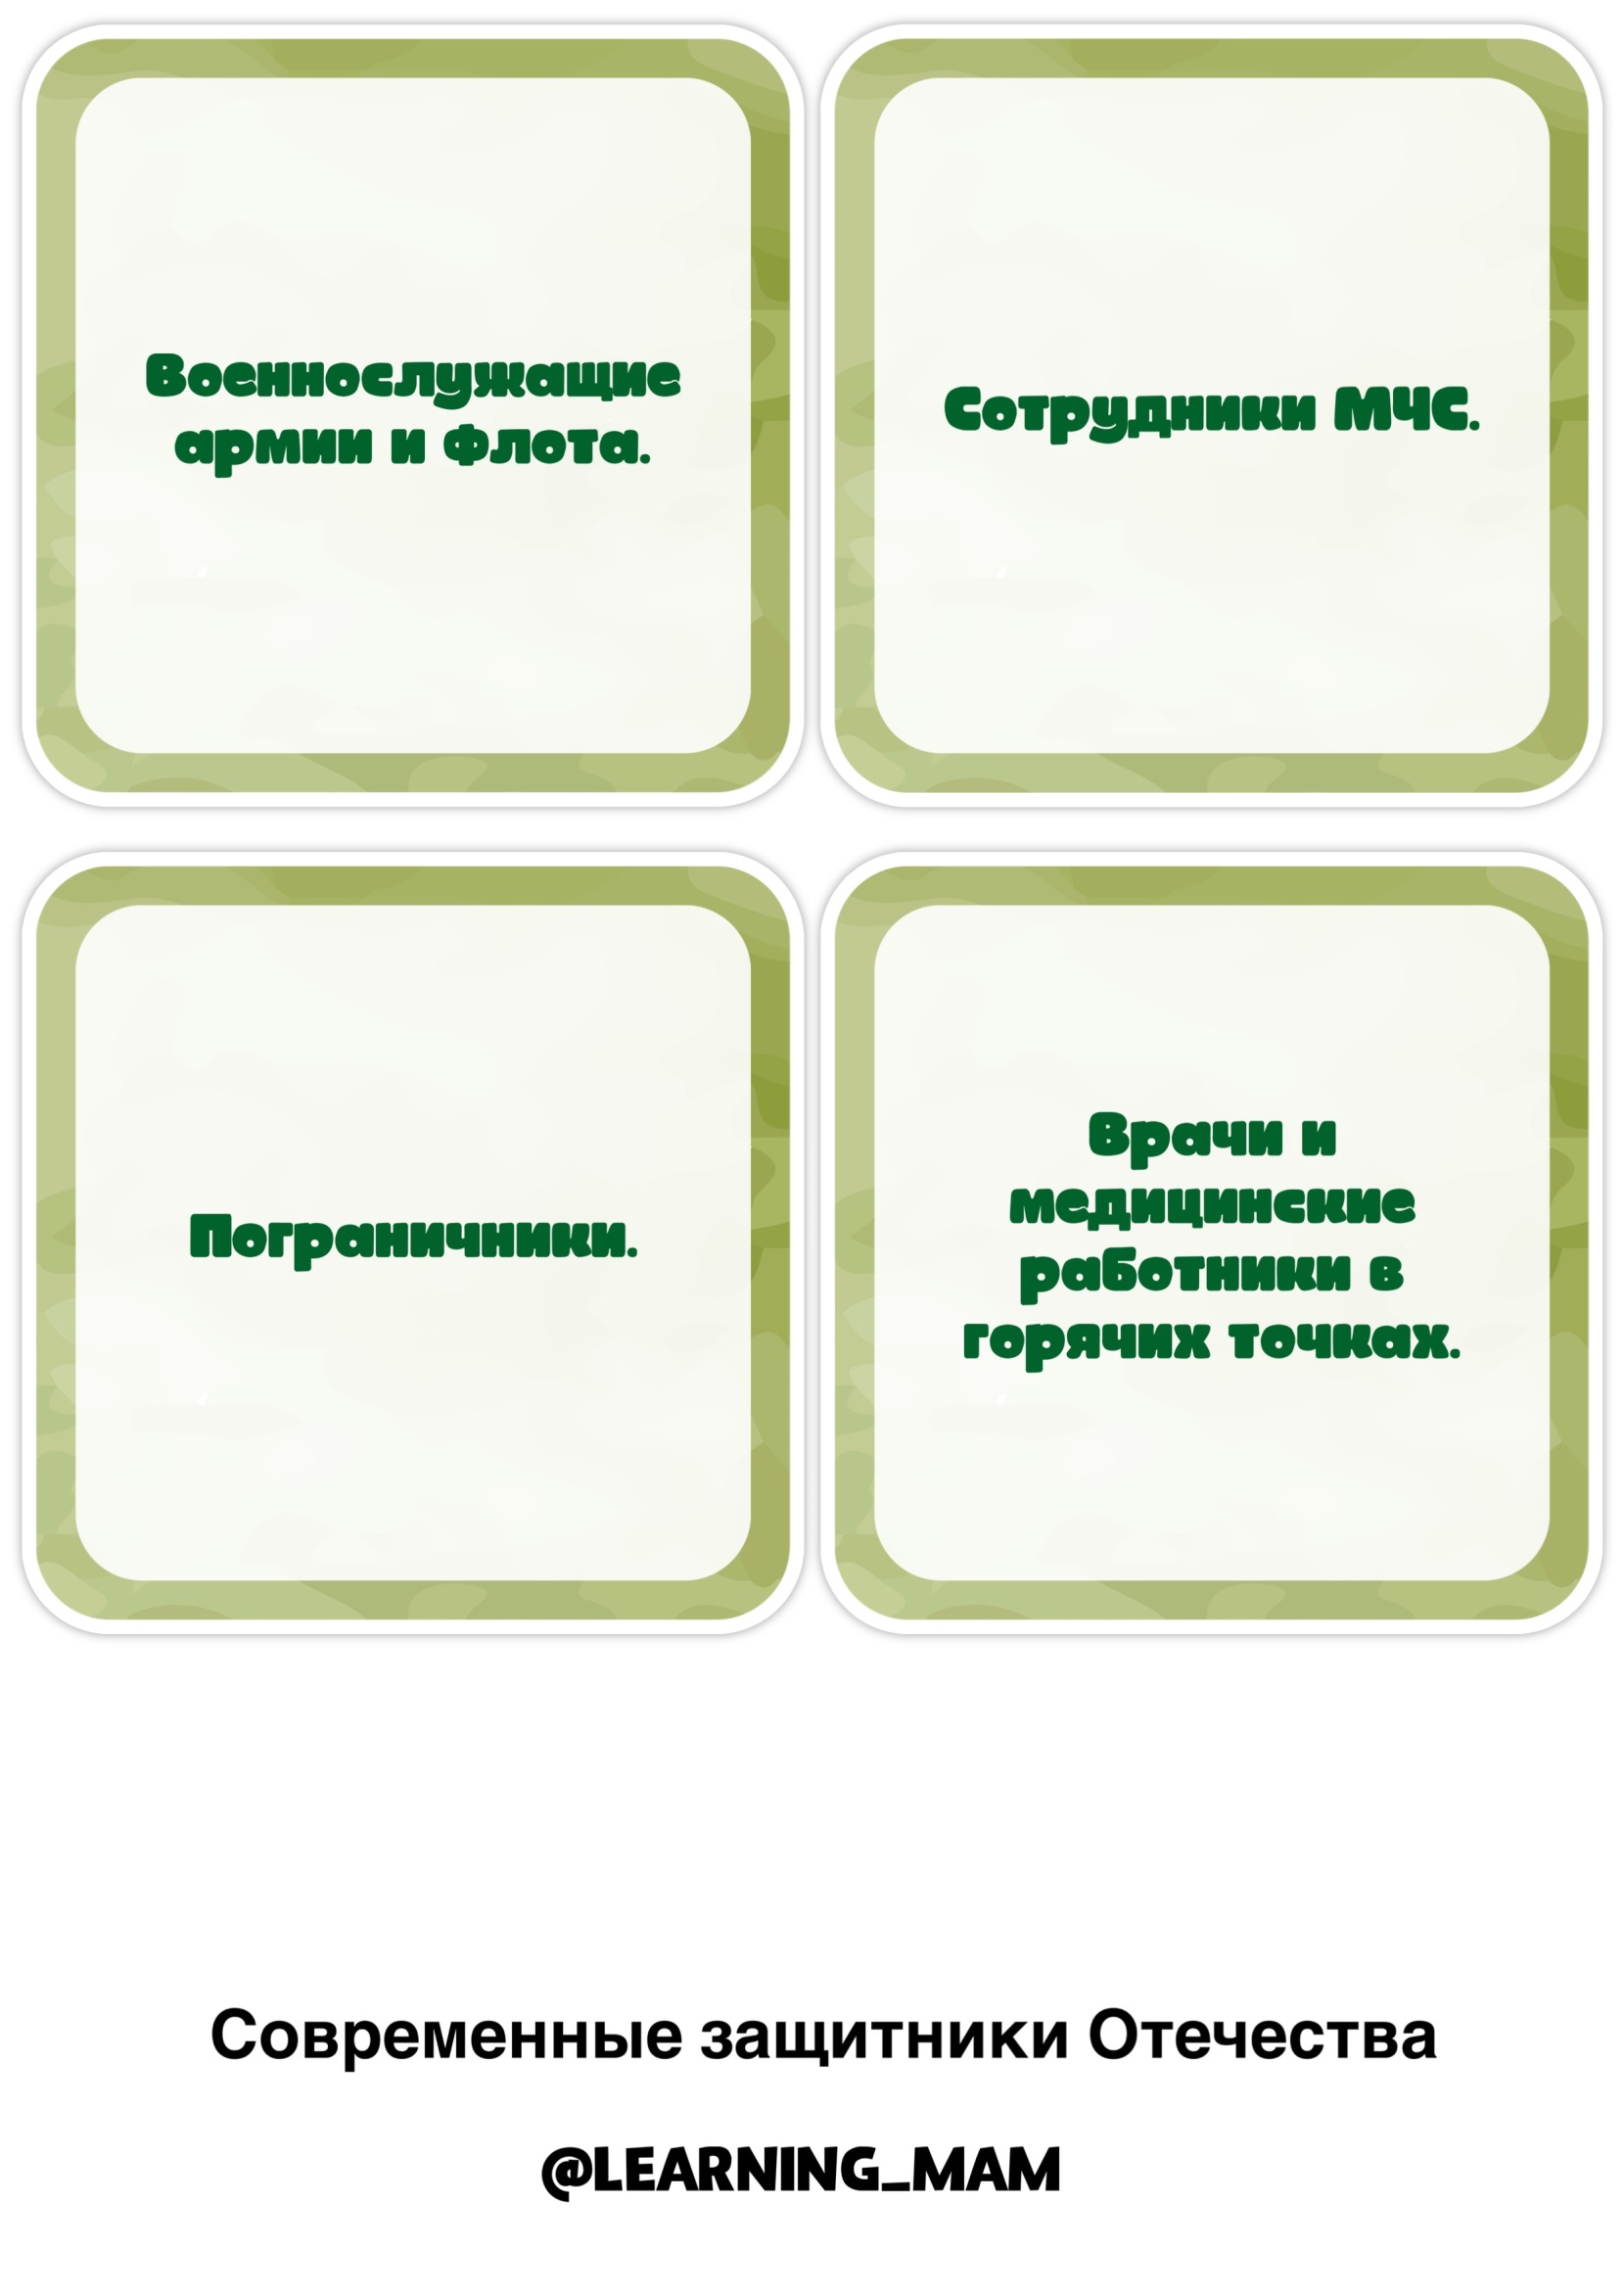 Военнослужащие
армии и флота.
Сотрудники МЧС.
Пограничники.
Врачи и
медицинские
работники в
горячих точках.
Современные защитники Отечества
@LEARNING_MAM